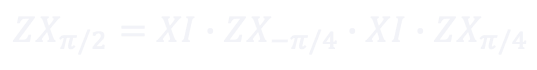 ZX_{π/2} = XI · ZX_{−π/4} · XI · ZX_{π/4}